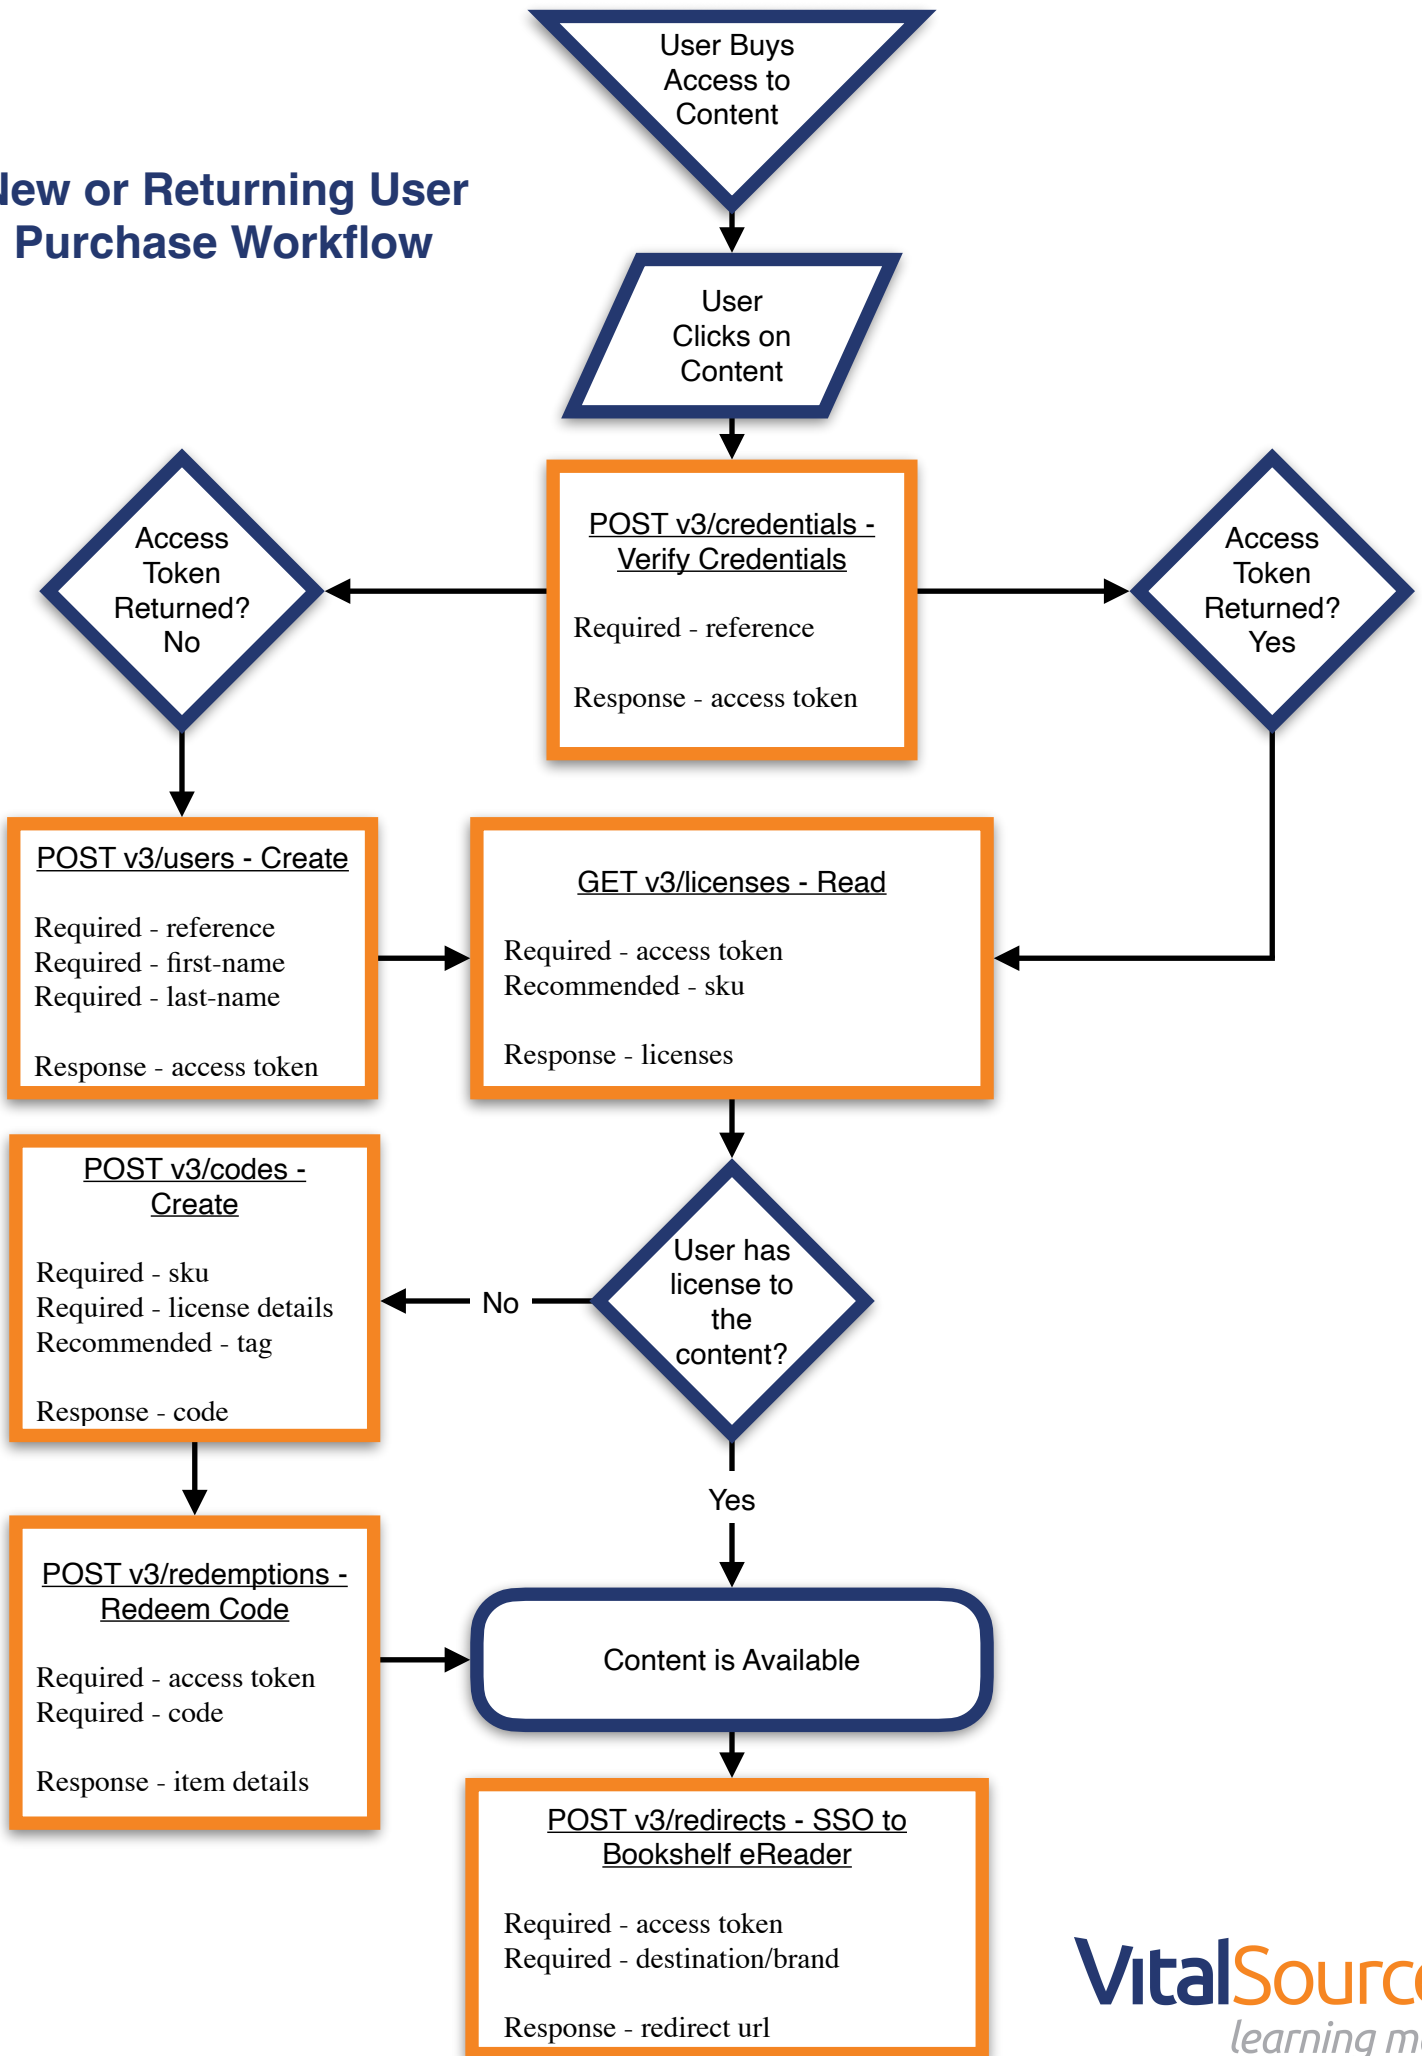 User Buys
Access to
Content
New or Returning User
Purchase Workflow
User
Clicks on
Content
Access
Token
Returned?
No
POST v3/credentials -
Verify Credentials
Required - reference
Response - access token
Access
Token
Returned?
Yes
POST v3/users - Create
Required - reference
Required - first-name
Required - last-name
Response - access token
GET v3/licenses - Read
Required - access token
Recommended - sku
Response - licenses
POST v3/codes -
Create
Required - sku
Required - license details
Recommended - tag
Response - code
No
User has
license to
the
content?
Yes
POST v3/redemptions -
Redeem Code
Required - access token
Required - code
Response - item details
Content is Available
POST v3/redirects - SSO to
Bookshelf eReader
Required - access token
Required - destination/brand
Response - redirect url
VitalSource
learning